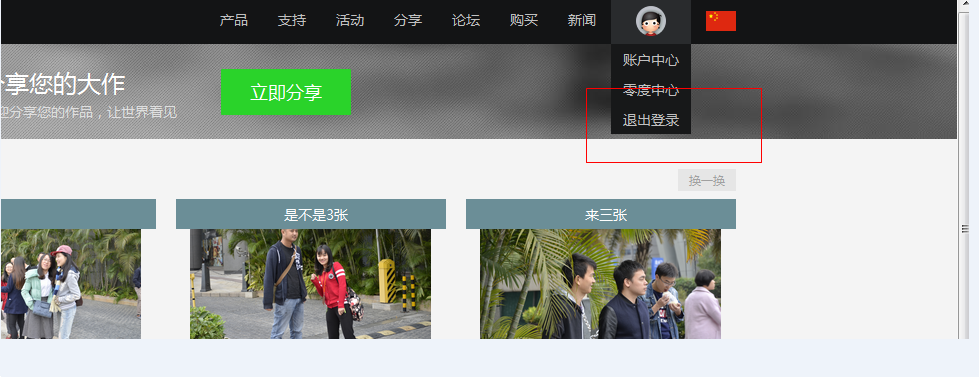 产品 支持 活动 分享 论坛 购买 新闻
账户中心
零度中心
退出登录
享您的大作
迎分享您的作品，让世界看见
立即分享
换一换
是不是3张
来三张